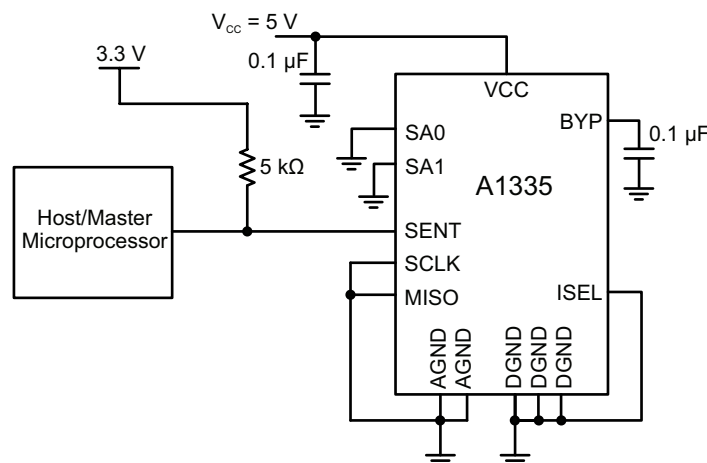 V_CC = 5 V
3.3 V
0.1 µF
VCC
BYP
0.1 µF
SA0
SA1
5 kΩ
A1335
Host/Master
Microprocessor
SENT
SCLK
MISO
ISEL
AGND
AGND
DGND
DGND
DGND